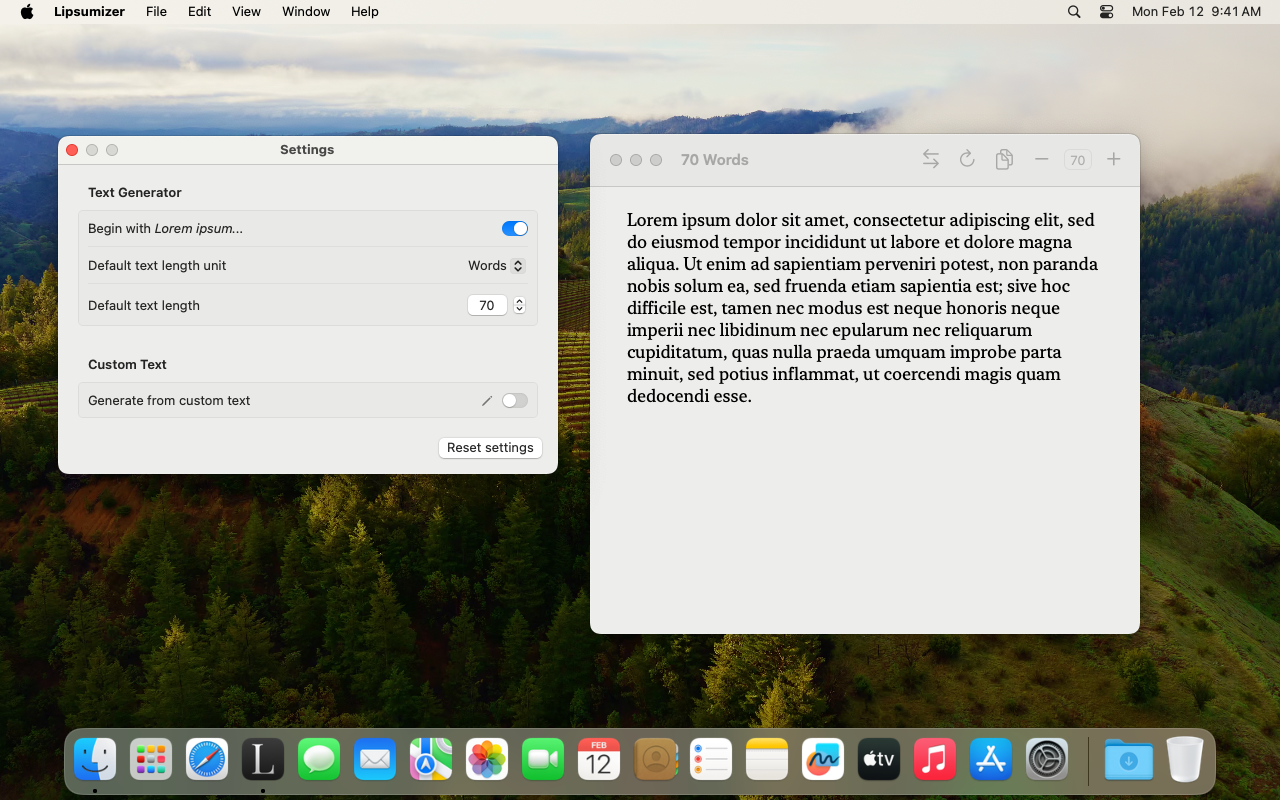 Lipsumizer File Edit View Window Help Mon Feb 12 9:41 AM
Settings
Text Generator
Begin with Lorem ipsum...
Default text length unit Words
Default text length 70
Custom Text
Generate from custom text
Reset settings
70 Words 70
Lorem ipsum dolor sit amet, consectetur adipiscing elit, sed
do eiusmod tempor incididunt ut labore et dolore magna
aliqua. Ut enim ad sapientiam perveniri potest, non paranda
nobis solum ea, sed fruenda etiam sapientia est; sive hoc
difficile est, tamen nec modus est neque honoris neque
imperii nec libidinum nec epularum nec reliquarum
cupiditatum, quas nulla praeda umquam improbe parta
minuit, sed potius inflammat, ut coercendi magis quam
dedocendi esse.
L
FEB
12
tv